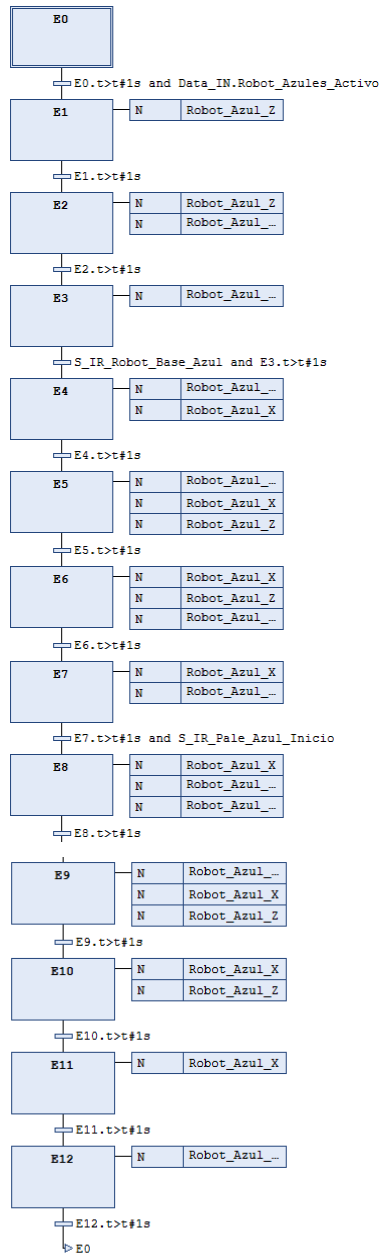 E0
E0.t>t#1s and Data_IN.Robot_Azules_Activo
E1
N Robot_Azul_Z
E1.t>t#1s
E2
N Robot_Azul_Z
N Robot_Azul_…
E2.t>t#1s
E3
N Robot_Azul_…
S_IR_Robot_Base_Azul and E3.t>t#1s
E4
N Robot_Azul_…
N Robot_Azul_X
E4.t>t#1s
E5
N Robot_Azul_…
N Robot_Azul_X
N Robot_Azul_Z
E5.t>t#1s
E6
N Robot_Azul_X
N Robot_Azul_Z
N Robot_Azul_…
E6.t>t#1s
E7
N Robot_Azul_X
N Robot_Azul_…
E7.t>t#1s and S_IR_Pale_Azul_Inicio
E8
N Robot_Azul_X
N Robot_Azul_…
N Robot_Azul_…
E8.t>t#1s
E9
N Robot_Azul_…
N Robot_Azul_X
N Robot_Azul_Z
E9.t>t#1s
E10
N Robot_Azul_X
N Robot_Azul_Z
E10.t>t#1s
E11
N Robot_Azul_X
E11.t>t#1s
E12
N Robot_Azul_…
E12.t>t#1s
E0